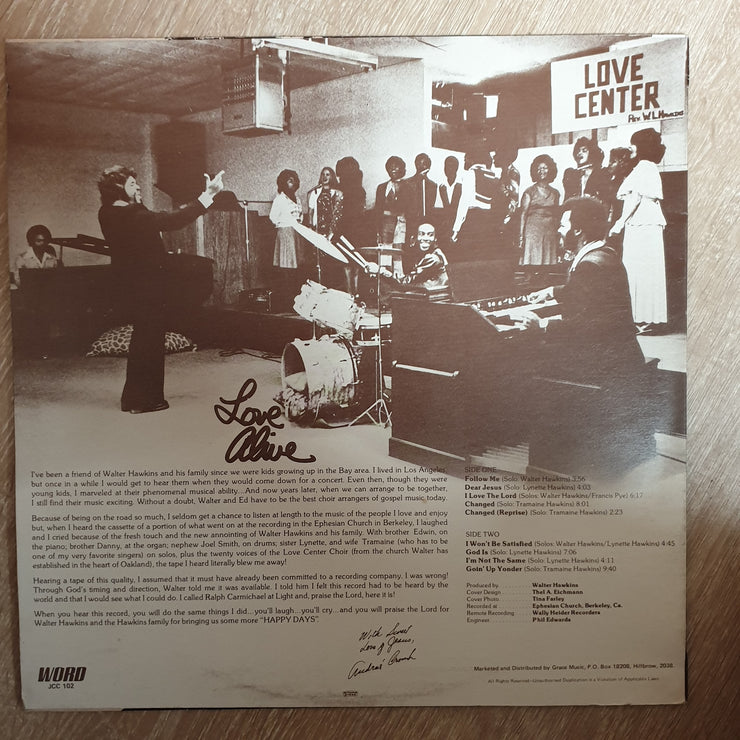 LOVE
CENTER
Rev. W.L. Hawkins
Love
Alive
I've been a friend of Walter Hawkins and his family since we were kids growing up in the Bay area. I lived in Los Angeles,
but once in a while I would get to hear them when they would come down for a concert. Even then, though they were
young kids, I marveled at their phenomenal musical ability...And now years later, when we can arrange to be together,
I still find their music exciting. Without a doubt, Walter and Ed have to be the best choir arrangers of gospel music today.
Because of being on the road so much, I seldom get a chance to listen at length to the music of the people I love and enjoy
but, when I heard the cassette of a portion of what went on at the recording in the Ephesian Church in Berkeley, I laughed
and I cried because of the fresh touch and the new annointing of Walter Hawkins and his family. With brother, Edwin, on
the piano; brother Danny, at the organ; nephew Joel Smith, on drums; sister Lynette, and wife Tramaine (who has to be
one of my very favorite singers) on solos, plus the twenty voices of the Love Center Choir (from the church Walter has
established in the heart of Oakland), the tape I heard literally blew me away!
Hearing a tape of this quality, I assumed that it must have already been committed to a recording company. I was wrong!
Through God's timing and direction, Walter told me it was available. I told him I felt this record had to be heard by the
world and that I would see what I could do. I called Ralph Carmichael at Light and, praise the Lord, here it is!
When you hear this record, you will do the same things I did...you'll laugh...you'll cry...and you will praise the Lord for
Walter Hawkins and the Hawkins family for bringing us some more "HAPPY DAYS".
With Sweet
Love of Jesus,
Andraé Crouch
WORD
JCC 102
SIDE ONE
Follow Me (Solo: Lynette Hawkins) 3:56
Dear Jesus (Solo: Lynette Hawkins) 4:03
I Love The Lord (Solos: Walter Hawkins/Francis Pye) 6:17
Changed (Solo: Tramaine Hawkins) 8:01
Changed (Reprise) (Solo: Tramaine Hawkins) 2:23
SIDE TWO
I Won't Be Satisfied (Solos: Walter Hawkins/Lynette Hawkins) 4:45
God Is (Solo: Lynette Hawkins) 7:06
I'm Not The Same (Solo: Lynette Hawkins) 4:11
Goin' Up Yonder (Solo: Tramaine Hawkins) 9:40
Produced by Walter Hawkins
Cover Design Thel A. Eichmann
Cover Photo Tina Farley
Recorded at Ephesian Church, Berkeley, Ca.
Remote Recording Wally Heider Recorders
Engineer Phil Edwards
Marketed and Distributed by Grace Music, P.O. Box 18208, Hillbrow, 2038.
All Rights Reserved—Unauthorised Duplication is a Violation of Applicable Laws